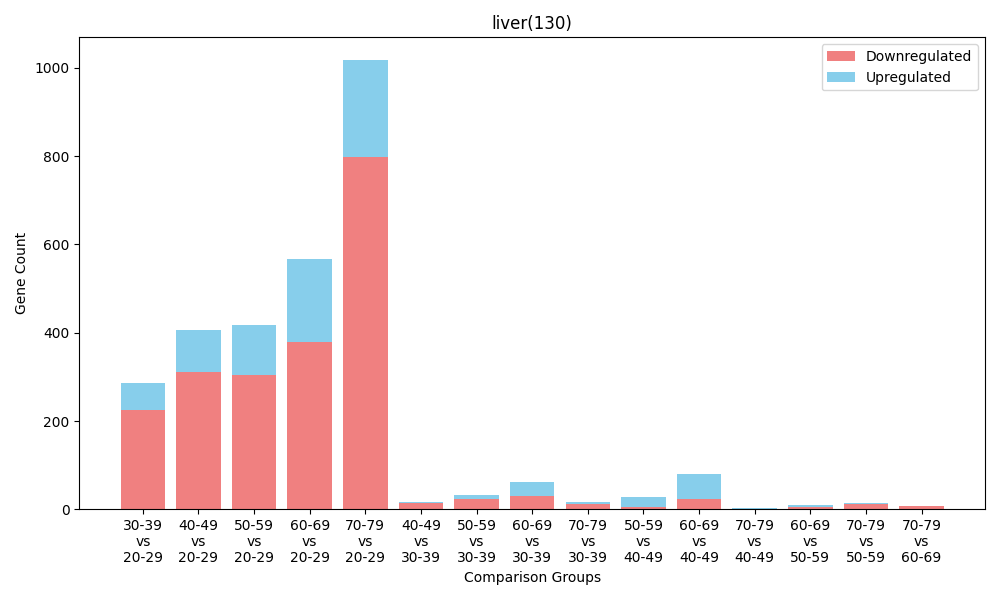 liver(130)
Downregulated
Upregulated
Gene Count
1000
800
600
400
200
0
30-39 40-49 50-59 60-69 70-79 40-49 50-59 60-69 70-79 50-59 60-69 70-79 60-69 70-79 70-79
vs vs vs vs vs vs vs vs vs vs vs vs vs vs vs
20-29 20-29 20-29 20-29 20-29 30-39 30-39 30-39 30-39 40-49 40-49 40-49 50-59 50-59 60-69
Comparison Groups